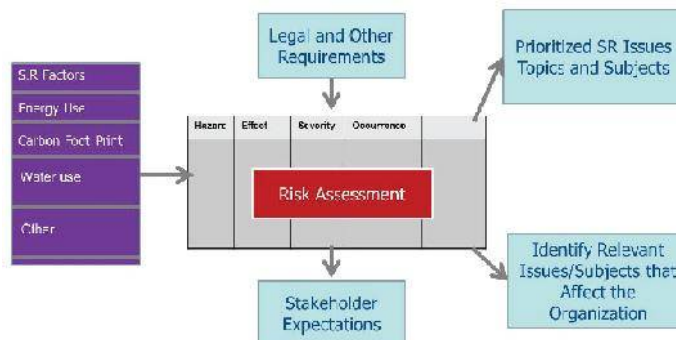 Legal and Other
Requirements
Prioritized SR Issues
Topics and Subjects
S.R Factors
Energy Use
Carbon Foot Print
Water use
Other
Hazard Effect Severity Occurrence
Risk Assessment
Stakeholder
Expectations
Identify Relevant
Issues/Subjects that
Affect the
Organization